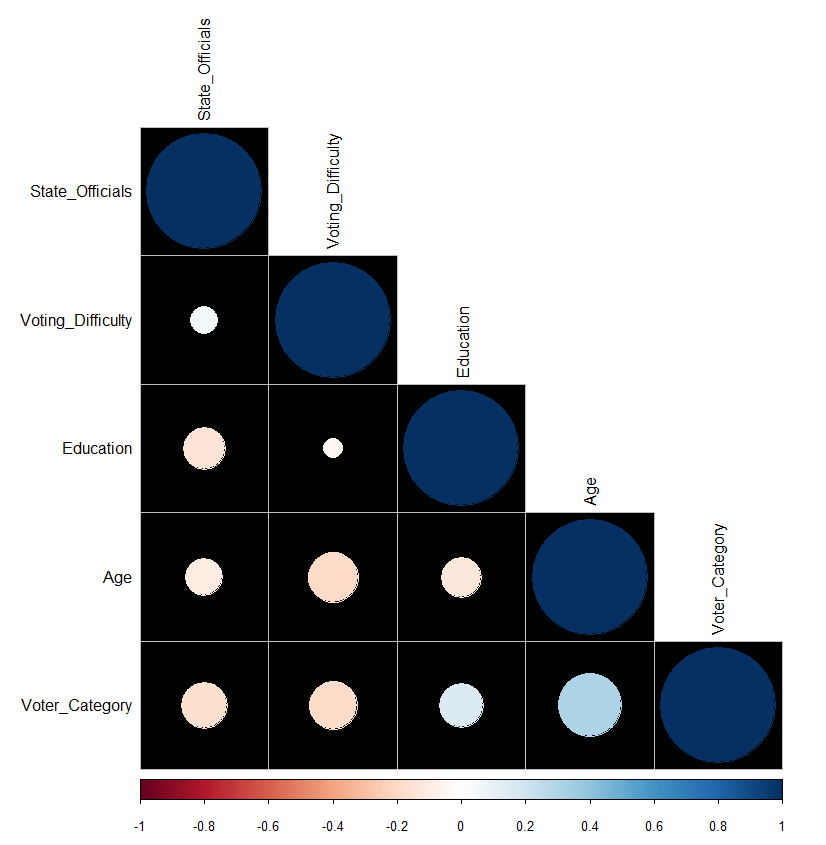 State_Officials
Voting_Difficulty
Education
Age
Voter_Category
State_Officials
Voting_Difficulty
Education
Age
Voter_Category
-1 -0.8 -0.6 -0.4 -0.2 0 0.2 0.4 0.6 0.8 1